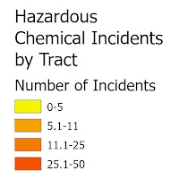 Hazardous
Chemical Incidents
by Tract
Number of Incidents
0-5
5.1-11
11.1-25
25.1-50